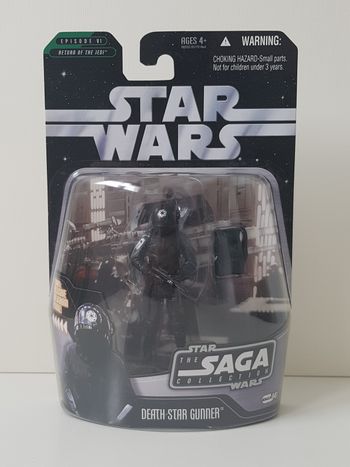 EPISODE VI
RETURN OF THE JEDI
AGES 4+
WARNING:
CHOKING HAZARD-Small parts.
Not for children under 3 years.
STAR
WARS
STAR
THE
SAGA
COLLECTION
WARS
DEATH STAR GUNNER